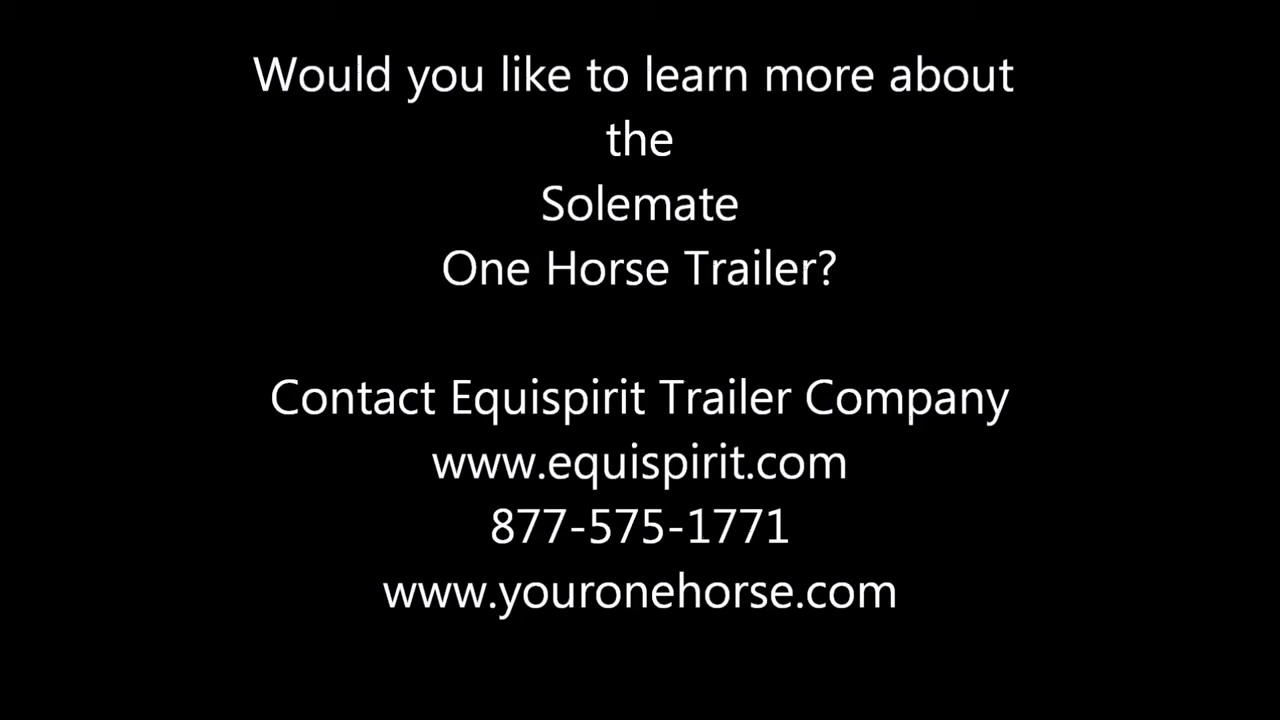 Would you like to learn more about
the
Solemate
One Horse Trailer?
Contact Equispirit Trailer Company
www.equispirit.com
877-575-1771
www.youronehorse.com